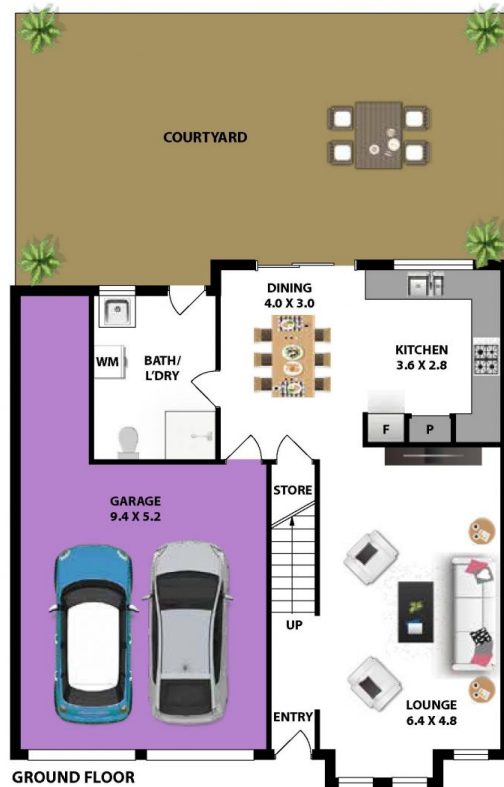 COURTYARD
DINING
4.0 X 3.0
KITCHEN
3.6 X 2.8
WM
BATH/
L'DRY
F
P
STORE
GARAGE
9.4 X 5.2
UP
ENTRY
LOUNGE
6.4 X 4.8
GROUND FLOOR